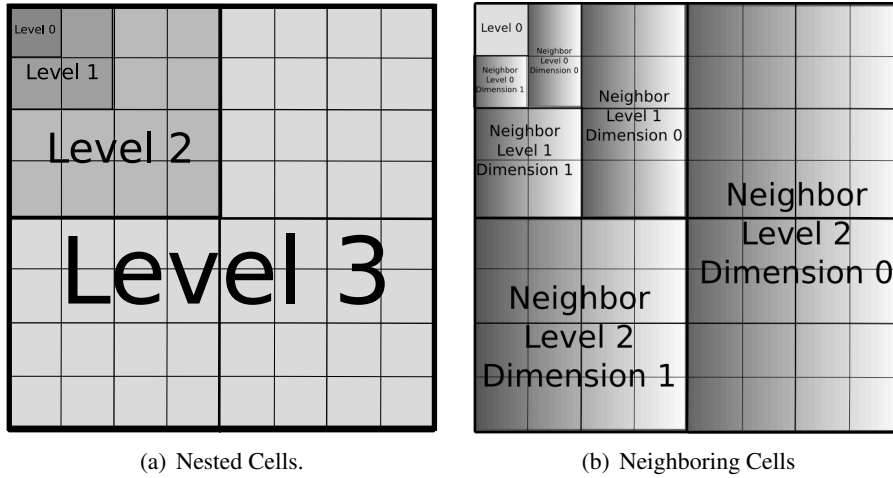 Level 0
Level 1
Level 2
Level 3
(a) Nested Cells.
Level 0
Neighbor
Level 0
Dimension 0
Neighbor
Level 0
Dimension 1
Neighbor
Level 1
Dimension 0
Neighbor
Level 1
Dimension 1
Neighbor
Level 2
Dimension 0
Neighbor
Level 2
Dimension 1
(b) Neighboring Cells